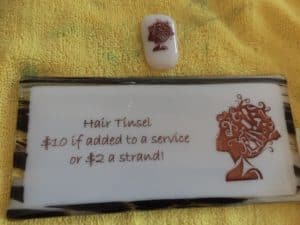 Hair Tinsel
$10 if added to a service
or $2 a strand!